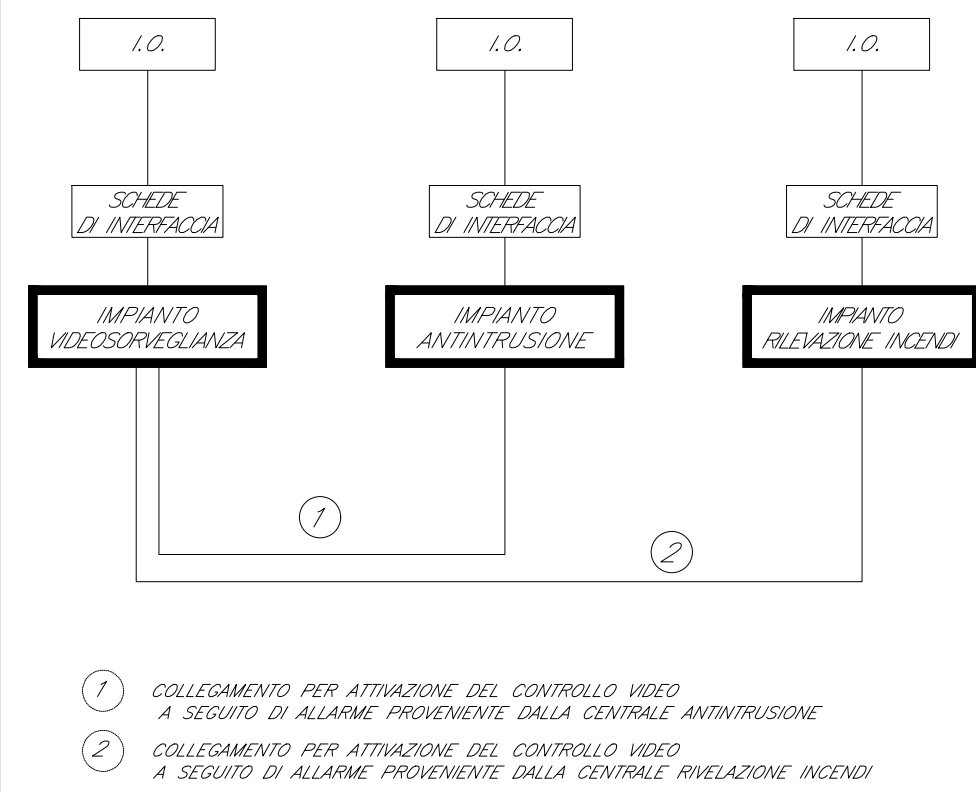 I.O.
I.O.
I.O.
SCHEDE
DI INTERFACCIA
SCHEDE
DI INTERFACCIA
SCHEDE
DI INTERFACCIA
IMPIANTO
VIDEOSORVEGLIANZA
IMPIANTO
ANTINTRUSIONE
IMPIANTO
RILEVAZIONE INCENDI
1
2
1 COLLEGAMENTO PER ATTIVAZIONE DEL CONTROLLO VIDEO
A SEGUITO DI ALLARME PROVENIENTE DALLA CENTRALE ANTINTRUSIONE
2 COLLEGAMENTO PER ATTIVAZIONE DEL CONTROLLO VIDEO
A SEGUITO DI ALLARME PROVENIENTE DALLA CENTRALE RIVELAZIONE INCENDI